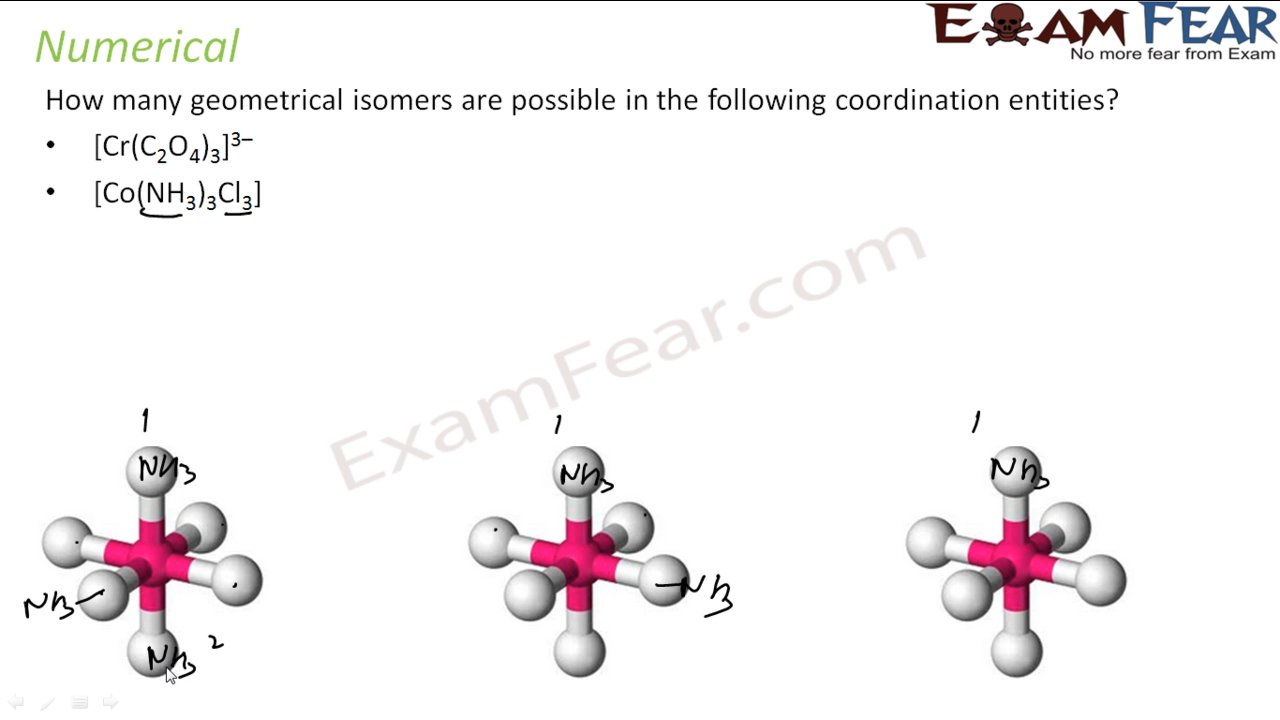 Numerical
EXAM FEAR
No more fear from Exam
How many geometrical isomers are possible in the following coordination entities?
• [Cr(C₂O₄)₃]³⁻
• [Co(NH₃)₃Cl₃]
ExamFear.com
1 1 1
NH3 NH3 NH3
NH3 NH3
NH3 2